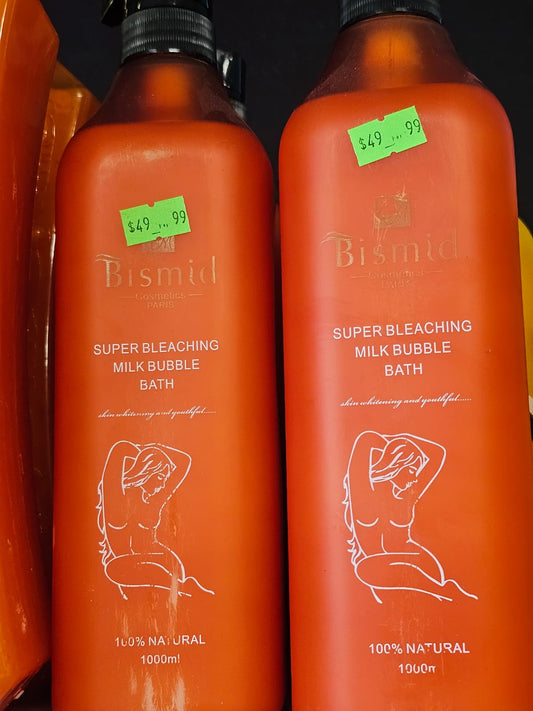 $49 99
Bismid
Cosmetics
PARIS
SUPER BLEACHING
MILK BUBBLE
BATH
skin whitening and youthful......
100% NATURAL
1000ml
$49 99
Bismid
Cosmetics
SUPER BLEACHING
MILK BUBBLE
BATH
skin whitening and youthful......
100% NATURAL